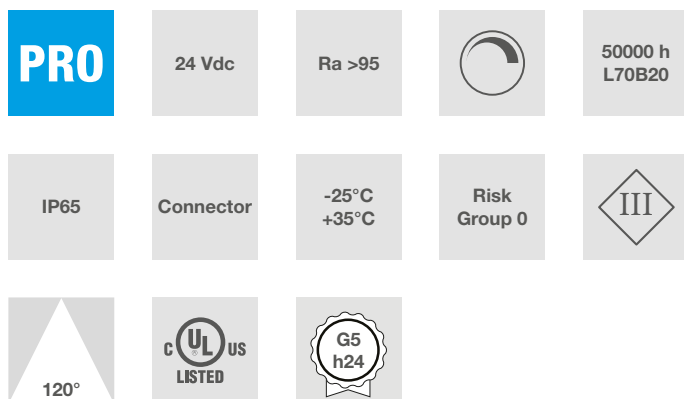 PRO
24 Vdc
Ra >95
50000 h
L70B20
IP65
Connector
-25°C
+35°C
Risk
Group 0
III
120°
C UL® US
LISTED
G5
h24